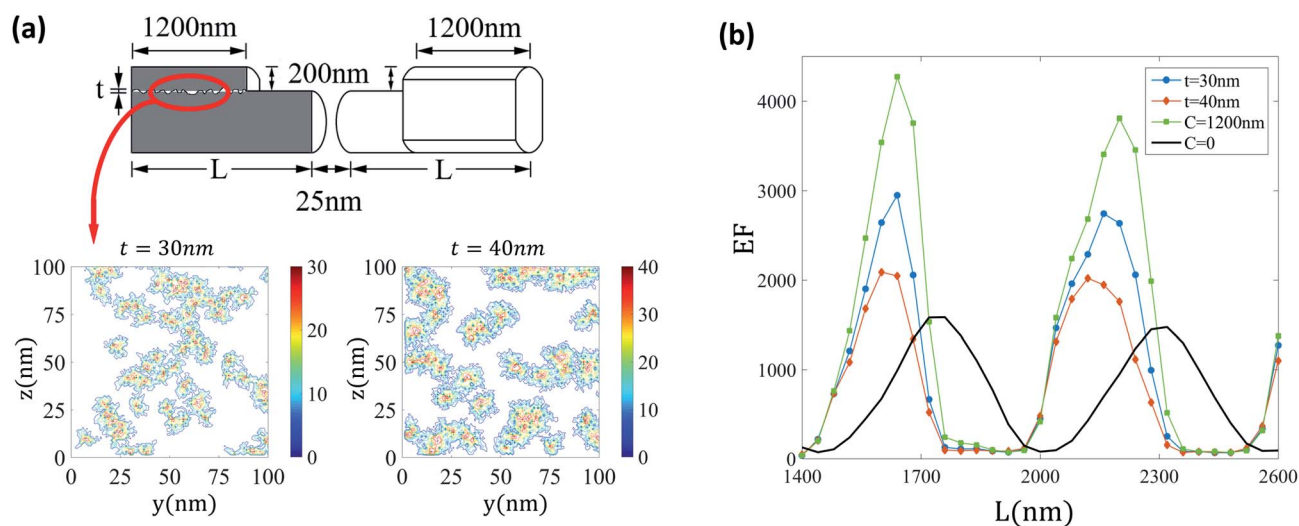 (a)
1200nm
1200nm
200nm
t
L
L
25nm
t = 30nm
t = 40nm
100
75
50
25
0
z(nm)
0
25
50
75
100
y(nm)
30
20
10
0
100
75
50
25
0
z(nm)
0
25
50
75
100
y(nm)
40
30
20
10
0
(b)
t=30nm
t=40nm
C=1200nm
C=0
4000
3000
2000
1000
0
EF
1400
1700
2000
2300
2600
L(nm)